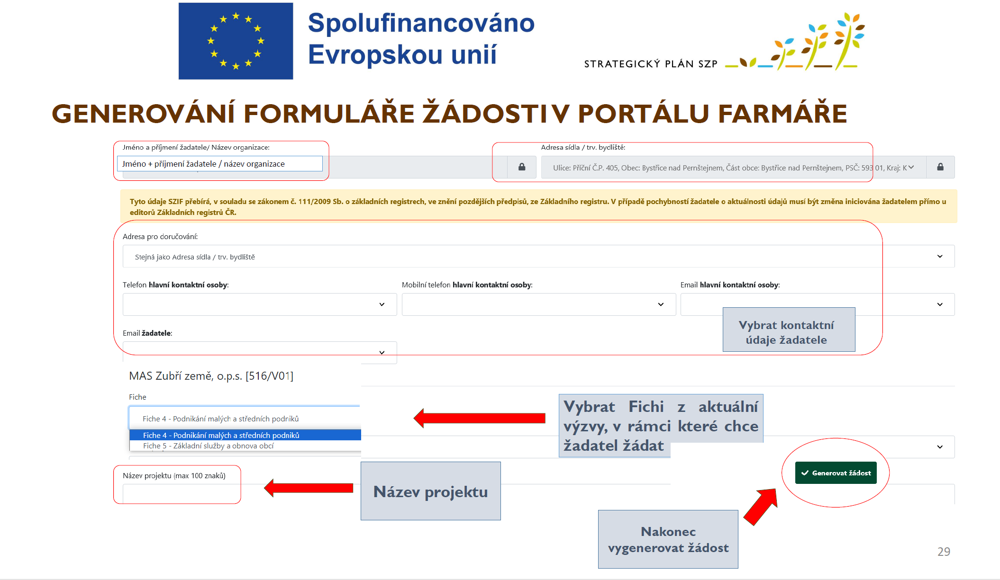 Spolufinancováno
Evropskou unií
STRATEGICKÝ PLÁN SZP
GENEROVÁNÍ FORMULÁŘE ŽÁDOSTI V PORTÁLU FARMÁŘE
Jméno a příjmení žadatele/ Název organizace:
Adresa sídla / trv. bydliště:
Jméno + příjmení žadatele / název organizace
Ulice: Příční Č.P. 405, Obec: Bystřice nad Pernštejnem, Část obce: Bystřice nad Pernštejnem, PSČ: 593 01, Kraj: K
Tyto údaje SZIF přebírá, v souladu se zákonem č. 111/2009 Sb. o základních registrech, ve znění pozdějších předpisů, ze Základního registru. V případě pochybností žadatele o aktuálnosti údajů musí být změna iniciována žadatelem přímo u
editorů Základních registrů ČR.
Adresa pro doručování:
Stejná jako Adresa sídla / trv. bydliště
Telefon hlavní kontaktní osoby:
Mobilní telefon hlavní kontaktní osoby:
Email hlavní kontaktní osoby:
Vybrat kontaktní
údaje žadatele
Email žadatele:
MAS Zubří země, o.p.s. [516/V01]
Fiche
Fiche 4 - Podnikání malých a středních podniků
Fiche 4 - Podnikání malých a středních podniků
Fiche 5 - Základní služby a obnova obcí
Vybrat Fichi z aktuální
výzvy, v rámci které chce
žadatel žádat
Název projektu (max 100 znaků)
Název projektu
Generovat žádost
Nakonec
vygenerovat žádost
29